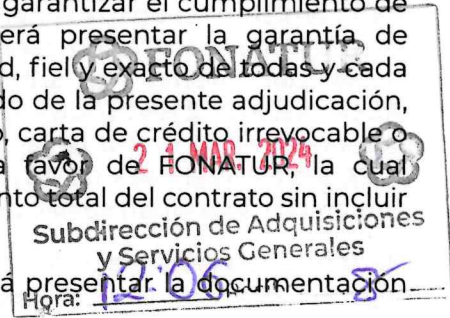 garantizar el cumplimiento de
erá presentar la garantía de
FONATUR
d, fiel y exacto de todas y cada
do de la presente adjudicación,
o, carta de crédito irrevocable o
a favor de FONATUR, la cual
21 MAR. 2024
nto total del contrato sin incluir
Subdirección de Adquisiciones
y Servicios Generales
á presentar la documentación
Hora: 12:06